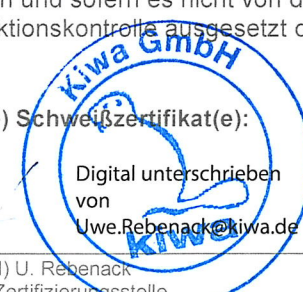 n und sofern es nicht von d
ktionskontrolle ausgesetzt o
Kiwa GmbH
) Schweißzertifikat(e):
Digital unterschrieben
von
Uwe.Rebenack@kiwa.de
kiwa
) U. Rebenack
Zertifizierungsstelle